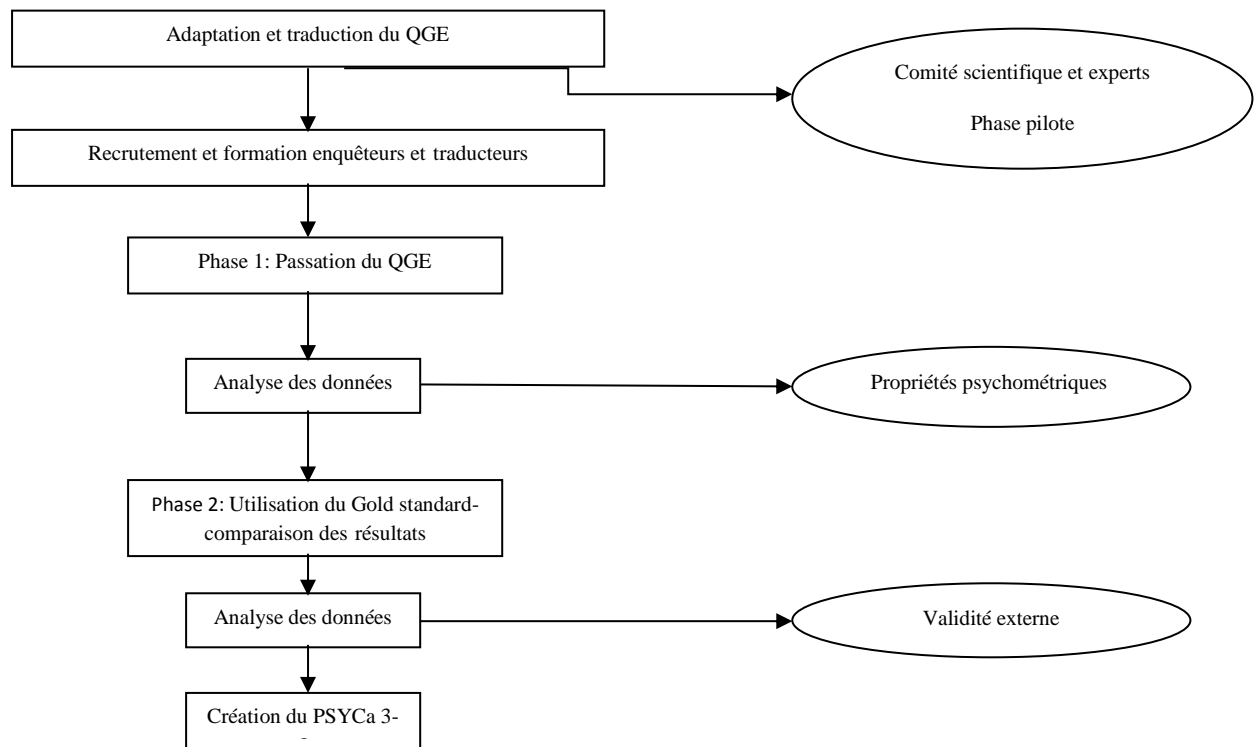 Adaptation et traduction du QGE
Comité scientifique et experts
Phase pilote
Recrutement et formation enquêteurs et traducteurs
Phase 1: Passation du QGE
Analyse des données
Propriétés psychométriques
Phase 2: Utilisation du Gold standard-
comparaison des résultats
Analyse des données
Validité externe
Création du PSYCa 3-